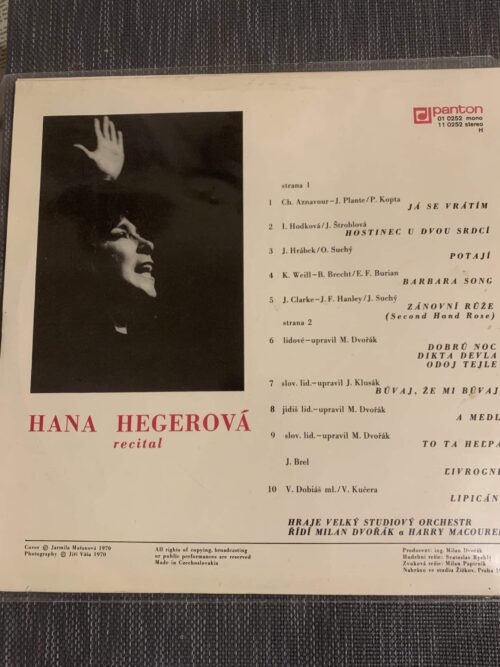 panton
01 0252 mono
11 0252 stereo
H
strana 1
1 Ch. Aznavour – J. Plante/P. Kopta
JÁ SE VRÁTÍM
2 I. Hodková/J. Štroblová
HOSTINEC U DVOU SRDCÍ
3 J. Hrábek/O. Suchý
POTAJÍ
4 K. Weill – B. Brecht/E. F. Burian
BARBARA SONG
5 J. Clarke – J. F. Hanley/J. Suchý
ZÁNOVNÍ RŮŽE
(Second Hand Rose)
strana 2
6 lidové – upravil M. Dvořák
DOBRÚ NOC
DIKTA DEVLA
ODOJ TEJLE
7 slov. lid. – upravil J. Klusák
BÚVAJ, ŽE MI BÚVAJ
8 jidiš lid. – upravil M. Dvořák
A MEDL
9 slov. lid. – upravil M. Dvořák
TO TA HEĽPA
J. Brel
ĽIVROGNE
10 V. Dobiáš ml./V. Kučera
LIPICÁN
HANA HEGEROVÁ
recital
HRAJE VELKÝ STUDIOVÝ ORCHESTR
ŘÍDÍ MILAN DVOŘÁK a HARRY MACOUREK
Cover © Jarmila Mařanová 1970
Photography © Jiří Váša 1970
All rights of copying, broadcasting
or public performances are reserved
Made in Czechoslovakia
Producent: ing. Milan Dvořák
Hudební režie: Svatoslav Rychlý
Zvuková režie: Milan Papírník
Nahráno ve studiu Žižkov, Praha